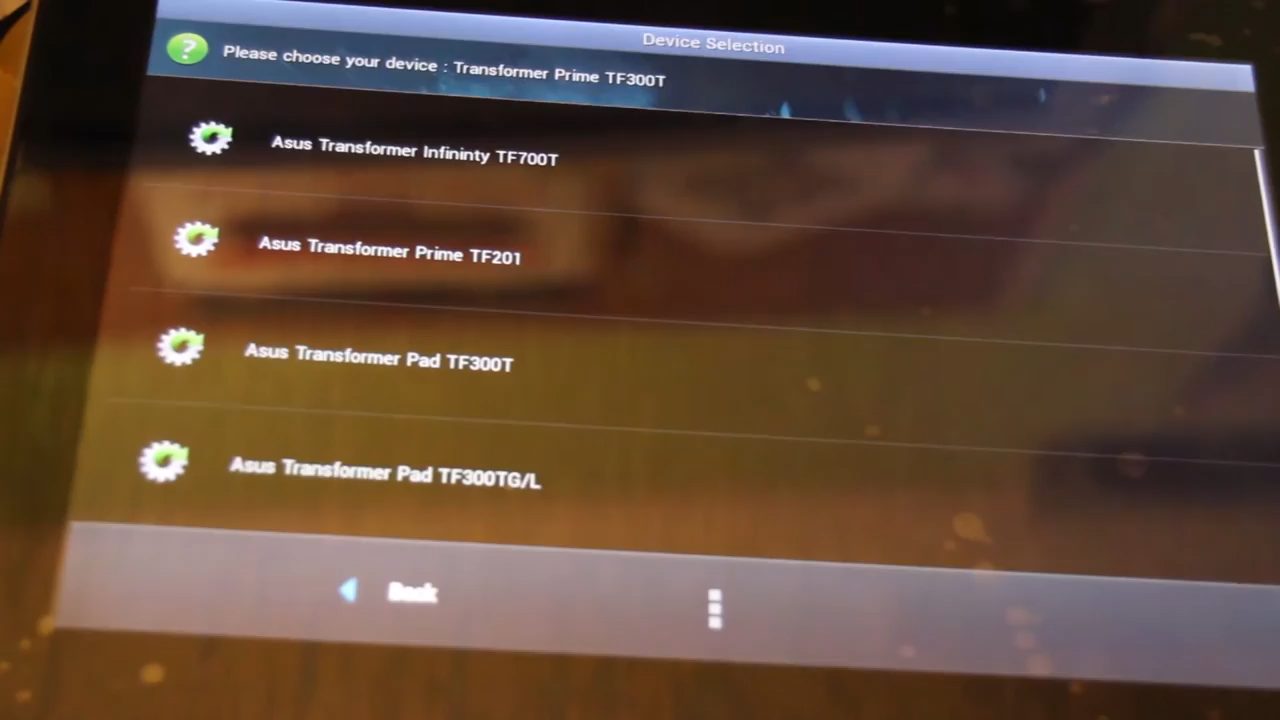 Device Selection
Please choose your device : Transformer Prime TF300T
Asus Transformer Infininty TF700T
Asus Transformer Prime TF201
Asus Transformer Pad TF300T
Asus Transformer Pad TF300TG/L
Back